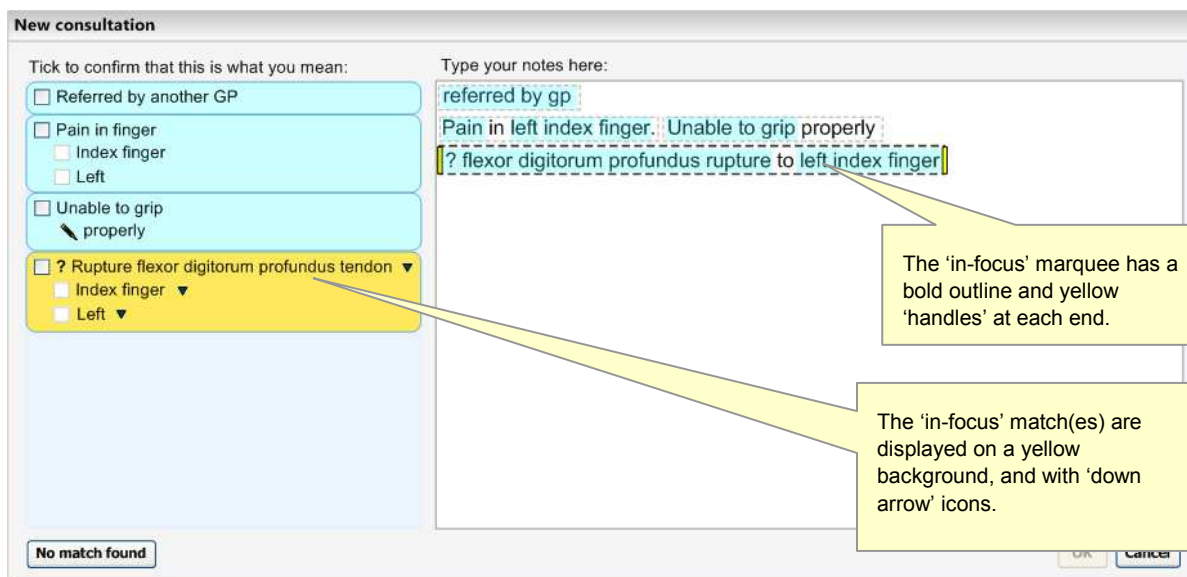 New consultation
Tick to confirm that this is what you mean:
Referred by another GP
Pain in finger
Index finger
Left
Unable to grip
properly
? Rupture flexor digitorum profundus tendon
Index finger
Left
No match found
Type your notes here:
referred by gp
Pain in left index finger. Unable to grip properly
? flexor digitorum profundus rupture to left index finger
The ‘in-focus’ marquee has a
bold outline and yellow
‘handles’ at each end.
The ‘in-focus’ match(es) are
displayed on a yellow
background, and with ‘down
arrow’ icons.
OK
Cancel